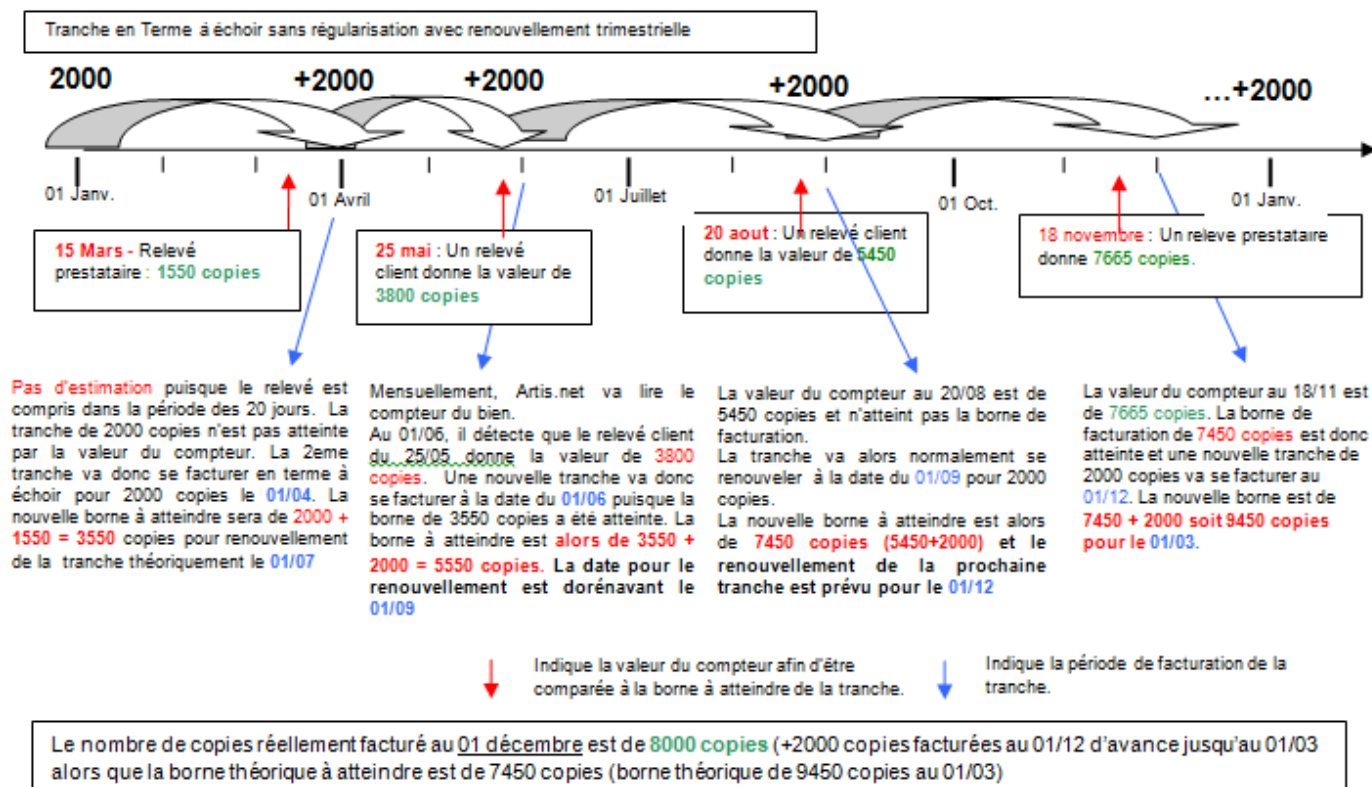 Tranche en Terme à échoir sans régularisation avec renouvellement trimestrielle
2000 +2000 +2000 +2000 ...+2000
01 Janv. 01 Avril 01 Juillet 01 Oct. 01 Janv.
15 Mars - Relevé
prestataire : 1550 copies
25 mai : Un relevé
client donne la valeur de
3800 copies
20 aout : Un relevé client
donne la valeur de 5450
copies
18 novembre : Un releve prestataire
donne 7665 copies.
Pas d'estimation puisque le relevé est
compris dans la période des 20 jours. La
tranche de 2000 copies n'est pas atteinte
par la valeur du compteur. La 2eme
tranche va donc se facturer en terme à
échoir pour 2000 copies le 01/04. La
nouvelle borne à atteindre sera de 2000 +
1550 = 3550 copies pour renouvellement
de la tranche théoriquement le 01/07
Mensuellement, Artis.net va lire le
compteur du bien.
Au 01/06, il détecte que le relevé client
du 25/05 donne la valeur de 3800
copies. Une nouvelle tranche va donc
se facturer à la date du 01/06 puisque la
borne de 3550 copies a été atteinte. La
borne à atteindre est alors de 3550 +
2000 = 5550 copies. La date pour le
renouvellement est dorénavant le
01/09
La valeur du compteur au 20/08 est de
5450 copies et n'atteint pas la borne de
facturation.
La tranche va alors normalement se
renouveler à la date du 01/09 pour 2000
copies.
La nouvelle borne à atteindre est alors
de 7450 copies (5450+2000) et le
renouvellement de la prochaine
tranche est prévu pour le 01/12
La valeur du compteur au 18/11 est
de 7665 copies. La borne de
facturation de 7450 copies est donc
atteinte et une nouvelle tranche de
2000 copies va se facturer au
01/12. La nouvelle borne est de
7450 + 2000 soit 9450 copies
pour le 01/03.
Indique la valeur du compteur afin d'être
comparée à la borne à atteindre de la tranche.
Indique la période de facturation de la
tranche.
Le nombre de copies réellement facturé au 01 décembre est de 8000 copies (+2000 copies facturées au 01/12 d'avance jusqu'au 01/03
alors que la borne théorique à atteindre est de 7450 copies (borne théorique de 9450 copies au 01/03)